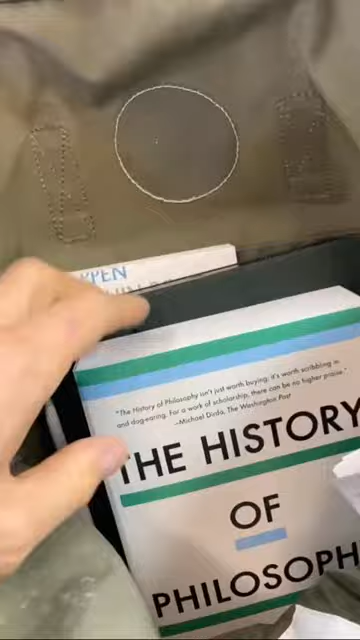 PPEN
"The History of Philosophy isn't just worth buying; it's worth scribbling in
and dog-earing. For a work of scholarship, there can be no higher praise."
—Michael Dirda, The Washington Post
THE HISTORY
OF
PHILOSOPH